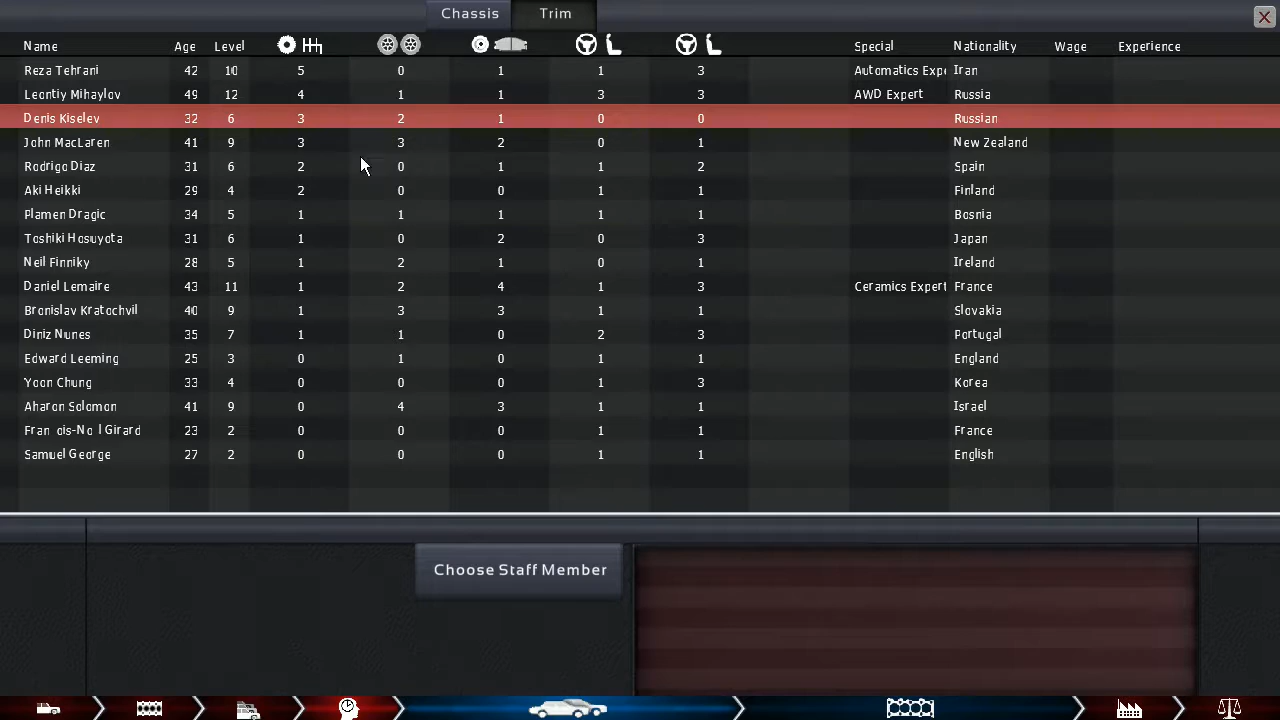 Chassis Trim
Name Age Level Special Nationality Wage Experience
Reza Tehrani 42 10 5 0 1 1 3 Automatics Expe Iran
Leontiy Mihaylov 49 12 4 1 1 3 3 AWD Expert Russia
Denis Kiselev 32 6 3 2 1 0 0 Russian
John MacLaren 41 9 3 3 2 0 1 New Zealand
Rodrigo Diaz 31 6 2 0 1 1 2 Spain
Aki Heikki 29 4 2 0 0 1 1 Finland
Plamen Dragic 34 5 1 1 1 1 1 Bosnia
Toshiki Hosuyota 31 6 1 0 2 0 3 Japan
Neil Finniky 28 5 1 2 1 0 1 Ireland
Daniel Lemaire 43 11 1 2 4 1 3 Ceramics Expert France
Bronislav Kratochvil 40 9 1 3 3 1 1 Slovakia
Diniz Nunes 35 7 1 1 0 2 3 Portugal
Edward Leeming 25 3 0 1 0 1 1 England
Yoon Chung 33 4 0 0 0 1 3 Korea
Aharon Solomon 41 9 0 4 3 1 1 Israel
Fran ois-No l Girard 23 2 0 0 0 1 1 France
Samuel George 27 2 0 0 0 1 1 English
Choose Staff Member